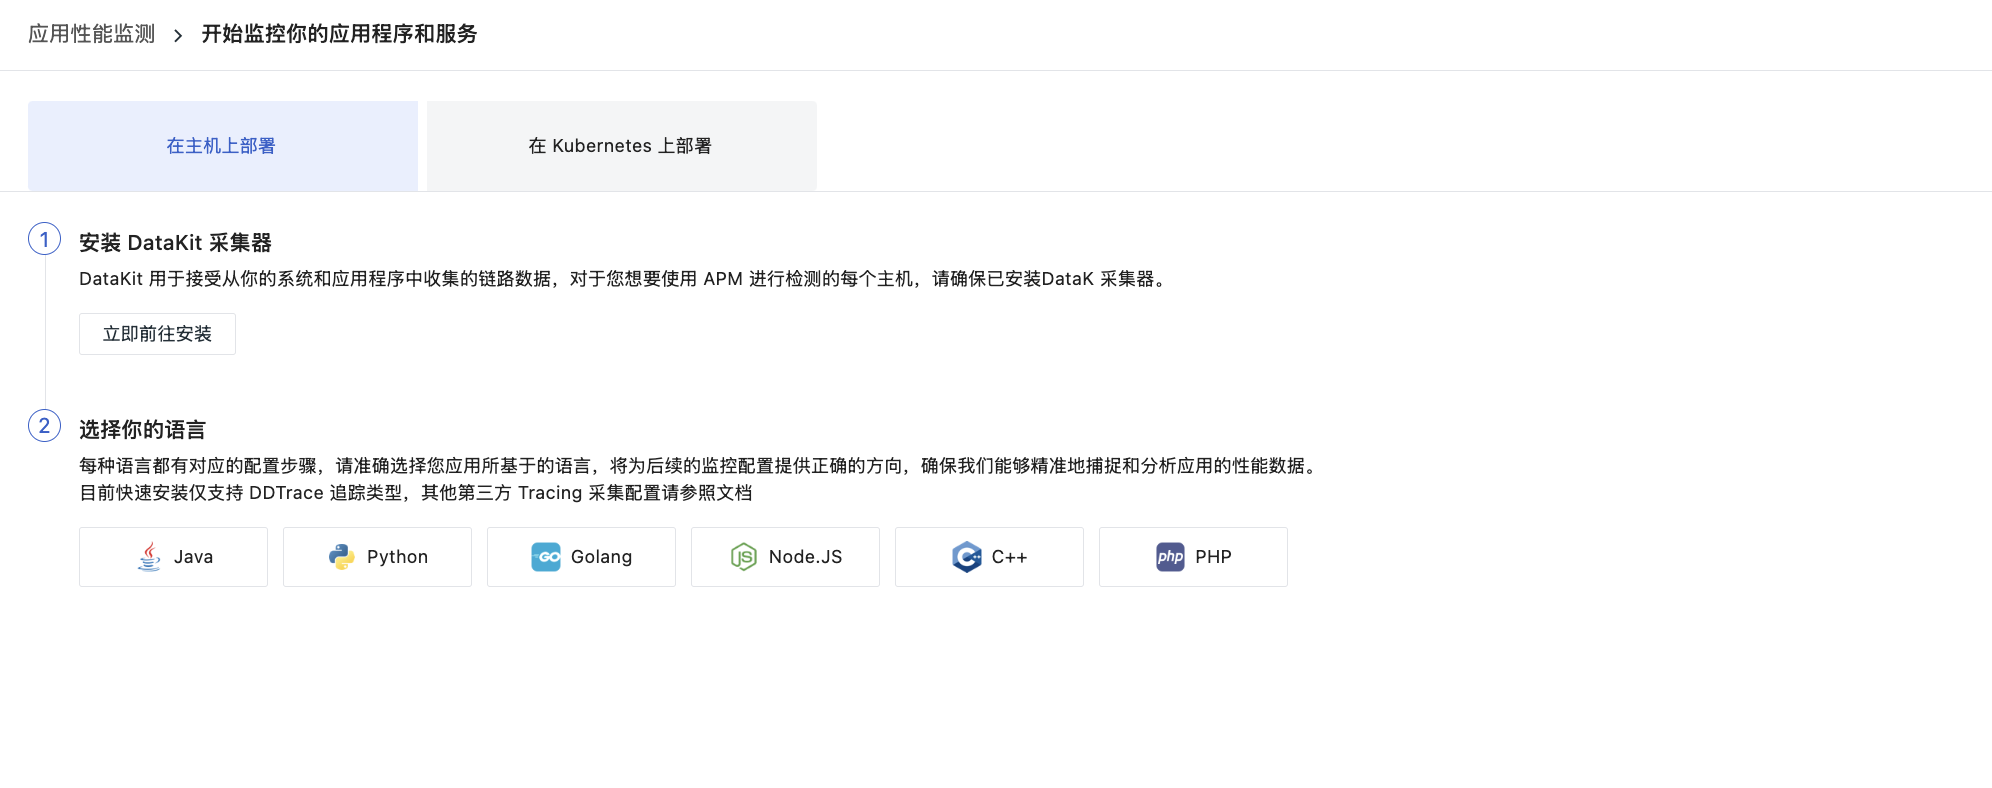 应用性能监测 > 开始监控你的应用程序和服务
在主机上部署
在 Kubernetes 上部署
1
安装 DataKit 采集器
DataKit 用于接受从你的系统和应用程序中收集的链路数据，对于您想要使用 APM 进行检测的每个主机，请确保已安装DataK 采集器。
立即前往安装
2
选择你的语言
每种语言都有对应的配置步骤，请准确选择您应用所基于的语言，将为后续的监控配置提供正确的方向，确保我们能够精准地捕捉和分析应用的性能数据。
目前快速安装仅支持 DDTrace 追踪类型，其他第三方 Tracing 采集配置请参照文档
Java
Python
GO Golang
JS Node.JS
C++ C++
php PHP